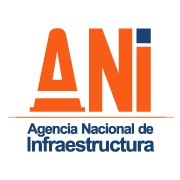 ANi
Agencia Nacional de
Infraestructura